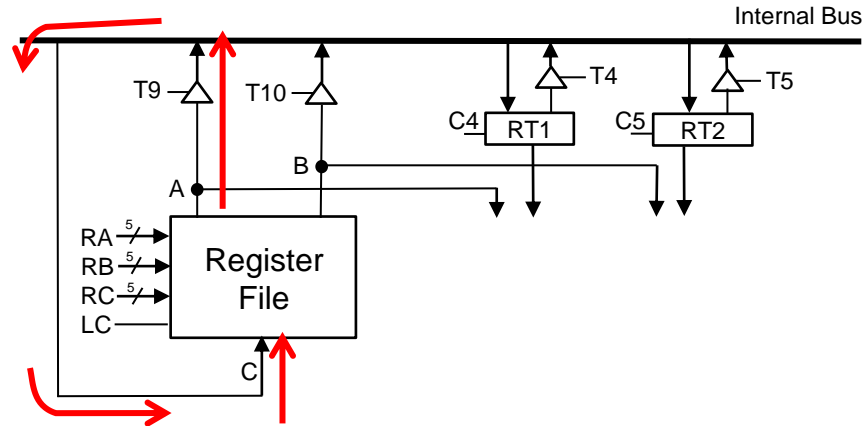 Internal Bus
T9
T10
T4
T5
C4
RT1
C5
RT2
B
A
RA
5
RB
5
RC
5
LC
Register
File
C